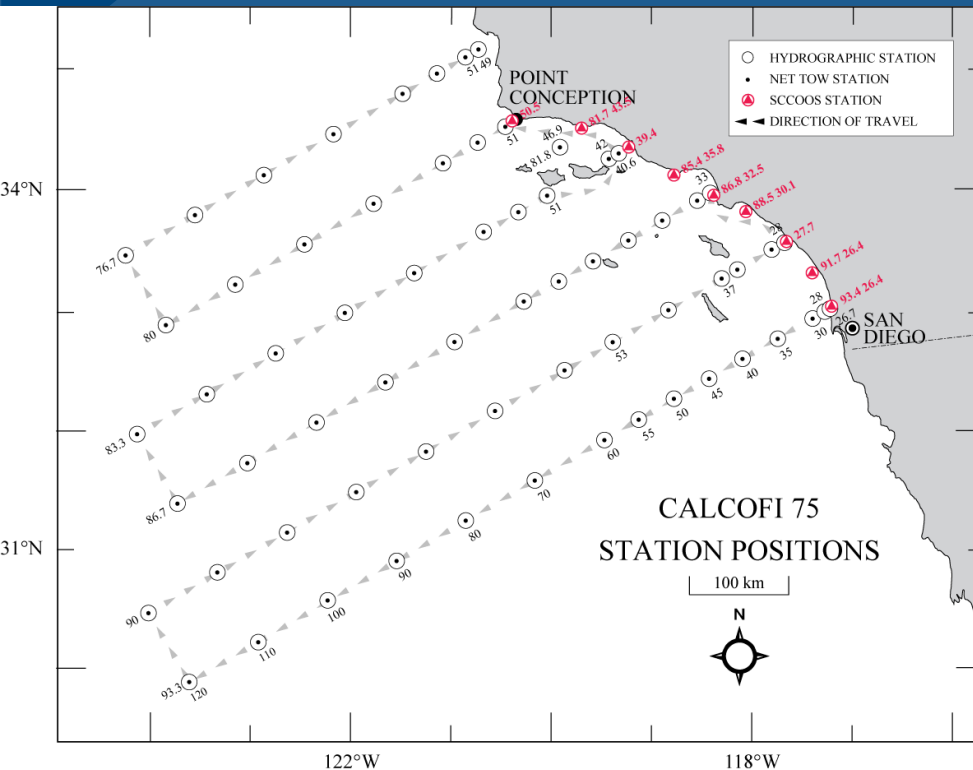 HYDROGRAPHIC STATION
NET TOW STATION
SCCOOS STATION
DIRECTION OF TRAVEL
POINT
CONCEPTION
51 49
50.5
51
46.9
81.7 43.5
81.8
42
39.4
40.6
85.4 35.8
34°N
33
86.8 32.5
88.5 30.1
51
28
27.7
76.7
91.7 26.4
37
93.4 26.4
28
26.7
SAN
DIEGO
30
80
35
53
40
45
50
83.3
55
60
70
86.7
CALCOFI 75
80
STATION POSITIONS
31°N
90
100 km
100
N
90
110
93.3
120
122°W
118°W